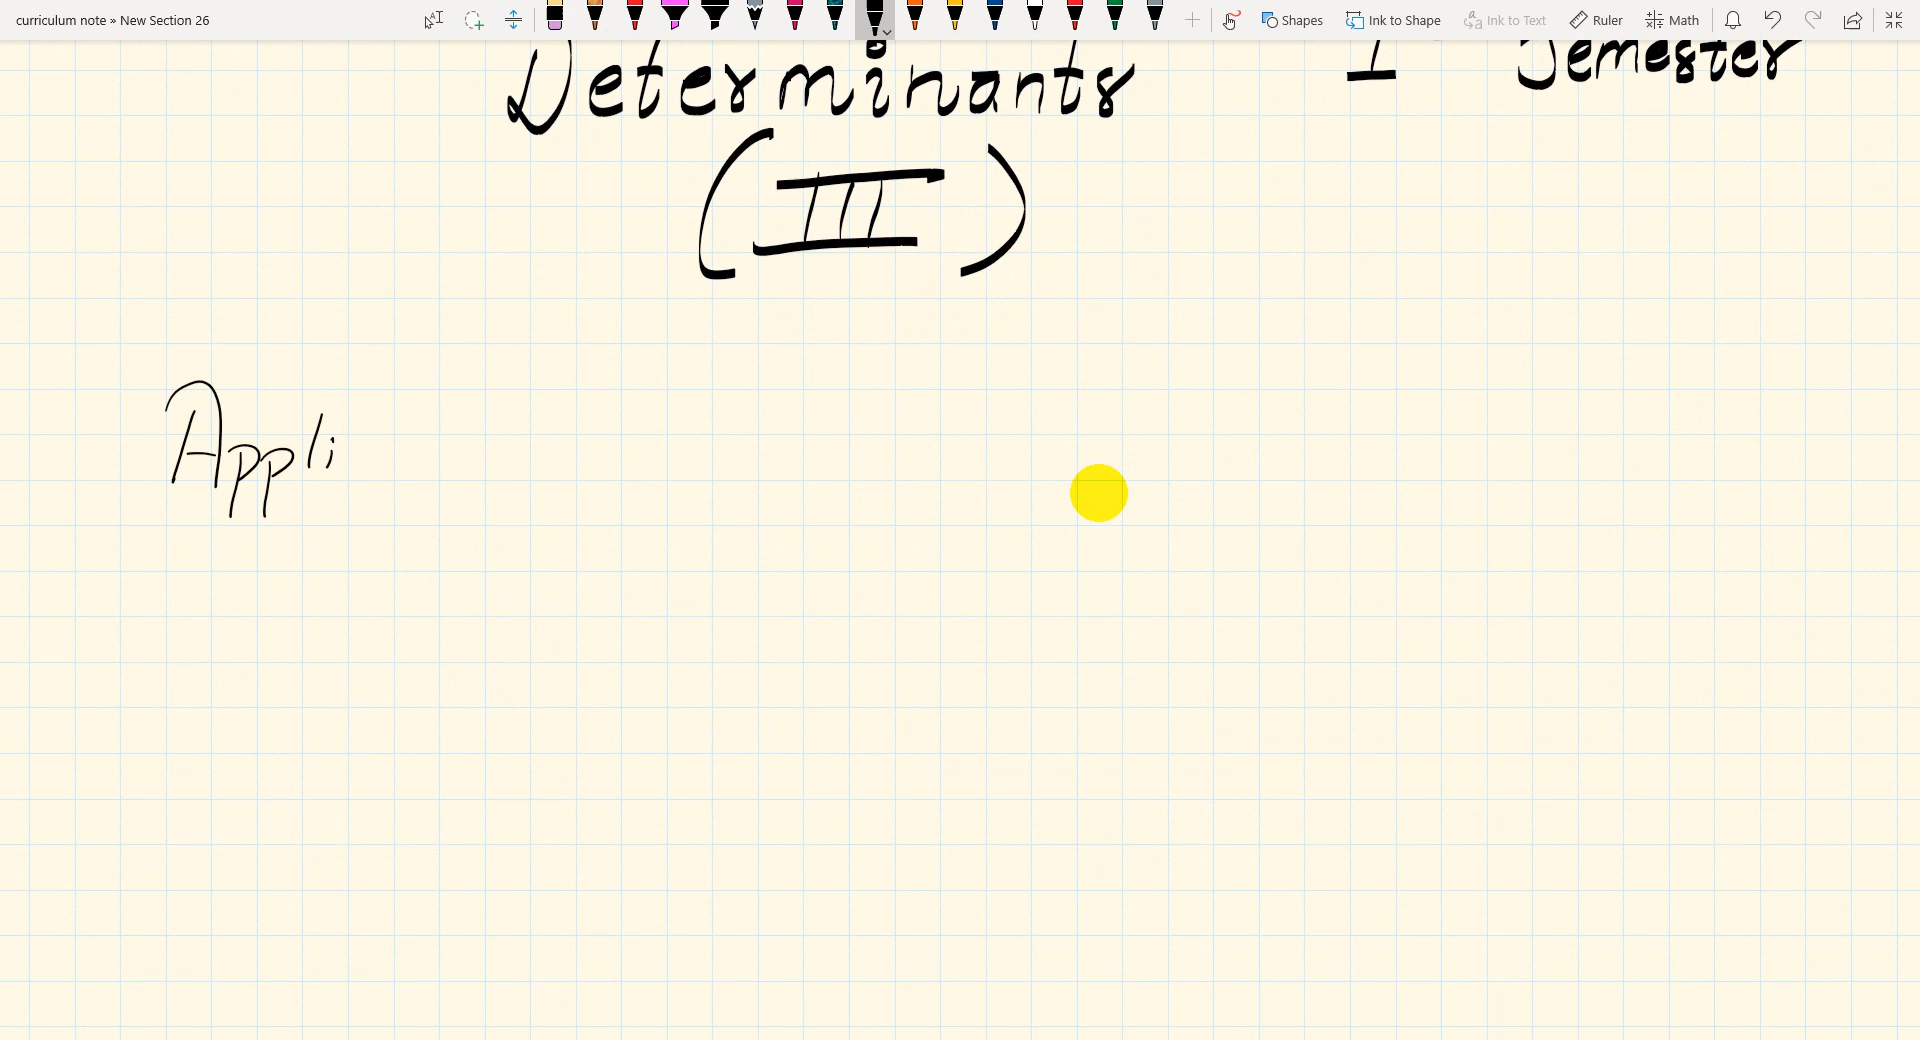 curriculum note » New Section 26
Shapes
Ink to Shape
Ink to Text
Ruler
Math
Determinants
I Semester
(III)
Appli